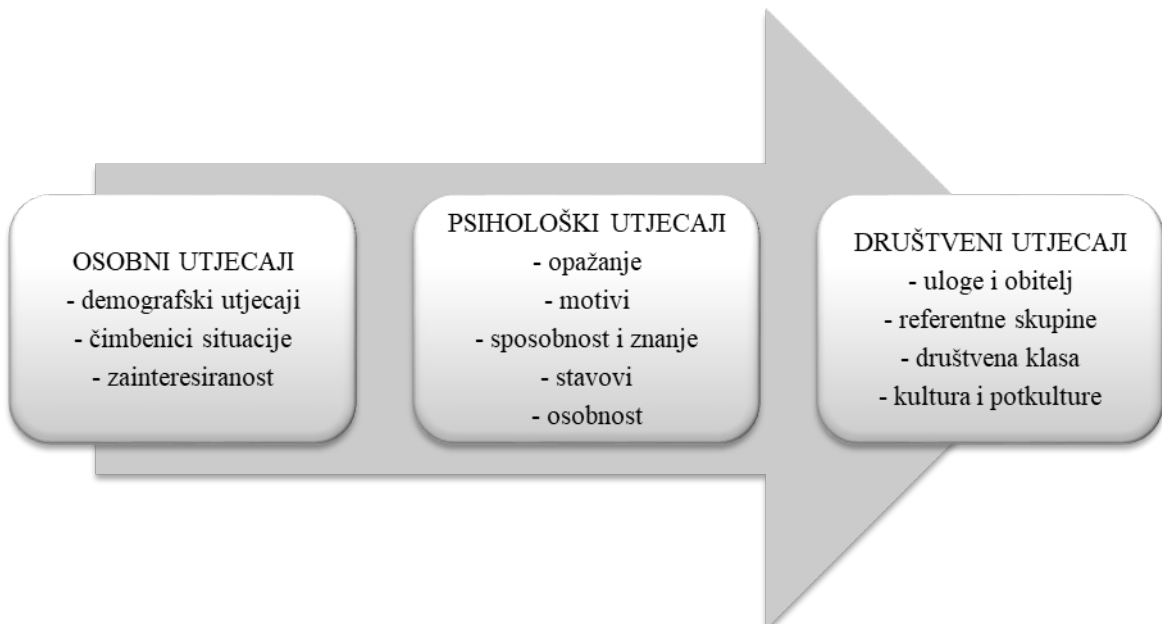 OSOBNI UTJECAJI
- demografski utjecaji
- čimbenici situacije
- zainteresiranost
PSIHOLOŠKI UTJECAJI
- opažanje
- motivi
- sposobnost i znanje
- stavovi
- osobnost
DRUŠTVENI UTJECAJI
- uloge i obitelj
- referentne skupine
- društvena klasa
- kultura i potkulture